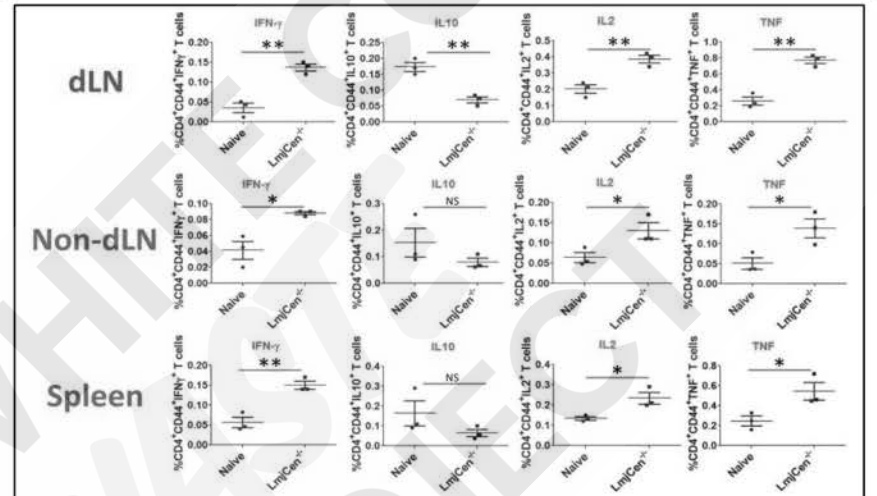 IFN-γ IL10 IL2 TNF
dLN
%CD4⁺CD44⁺IFNγ⁺ T cells
0.20
0.15
0.10
0.05
0.00
**
Naive
LmjCen⁻/⁻
%CD4⁺CD44⁺IL10⁺ T cells
0.25
0.20
0.15
0.10
0.05
0.00
**
Naive
LmjCen⁻/⁻
%CD4⁺CD44⁺IL2⁺ T cells
0.5
0.4
0.3
0.2
0.1
0.0
**
Naive
LmjCen⁻/⁻
%CD4⁺CD44⁺TNF⁺ T cells
1.0
0.8
0.6
0.4
0.2
0.0
**
Naive
LmjCen⁻/⁻
IFN-γ IL10 IL2 TNF
Non-dLN
%CD4⁺CD44⁺IFNγ⁺ T cells
0.10
0.08
0.06
0.04
0.02
0.00
*
Naive
LmjCen⁻/⁻
%CD4⁺CD44⁺IL10⁺ T cells
0.3
0.2
0.1
0.0
NS
Naive
LmjCen⁻/⁻
%CD4⁺CD44⁺IL2⁺ T cells
0.20
0.15
0.10
0.05
0.00
*
Naive
LmjCen⁻/⁻
%CD4⁺CD44⁺TNF⁺ T cells
0.20
0.15
0.10
0.05
0.00
*
Naive
LmjCen⁻/⁻
IFN-γ IL10 IL2 TNF
Spleen
%CD4⁺CD44⁺IFNγ⁺ T cells
0.20
0.15
0.10
0.05
0.00
**
Naive
LmjCen⁻/⁻
%CD4⁺CD44⁺IL10⁺ T cells
0.4
0.3
0.2
0.1
0.0
NS
Naive
LmjCen⁻/⁻
%CD4⁺CD44⁺IL2⁺ T cells
0.4
0.3
0.2
0.1
0.0
*
Naive
LmjCen⁻/⁻
%CD4⁺CD44⁺TNF⁺ T cells
0.8
0.6
0.4
0.2
0.0
*
Naive
LmjCen⁻/⁻
WHITE CO
WASTE
JECT